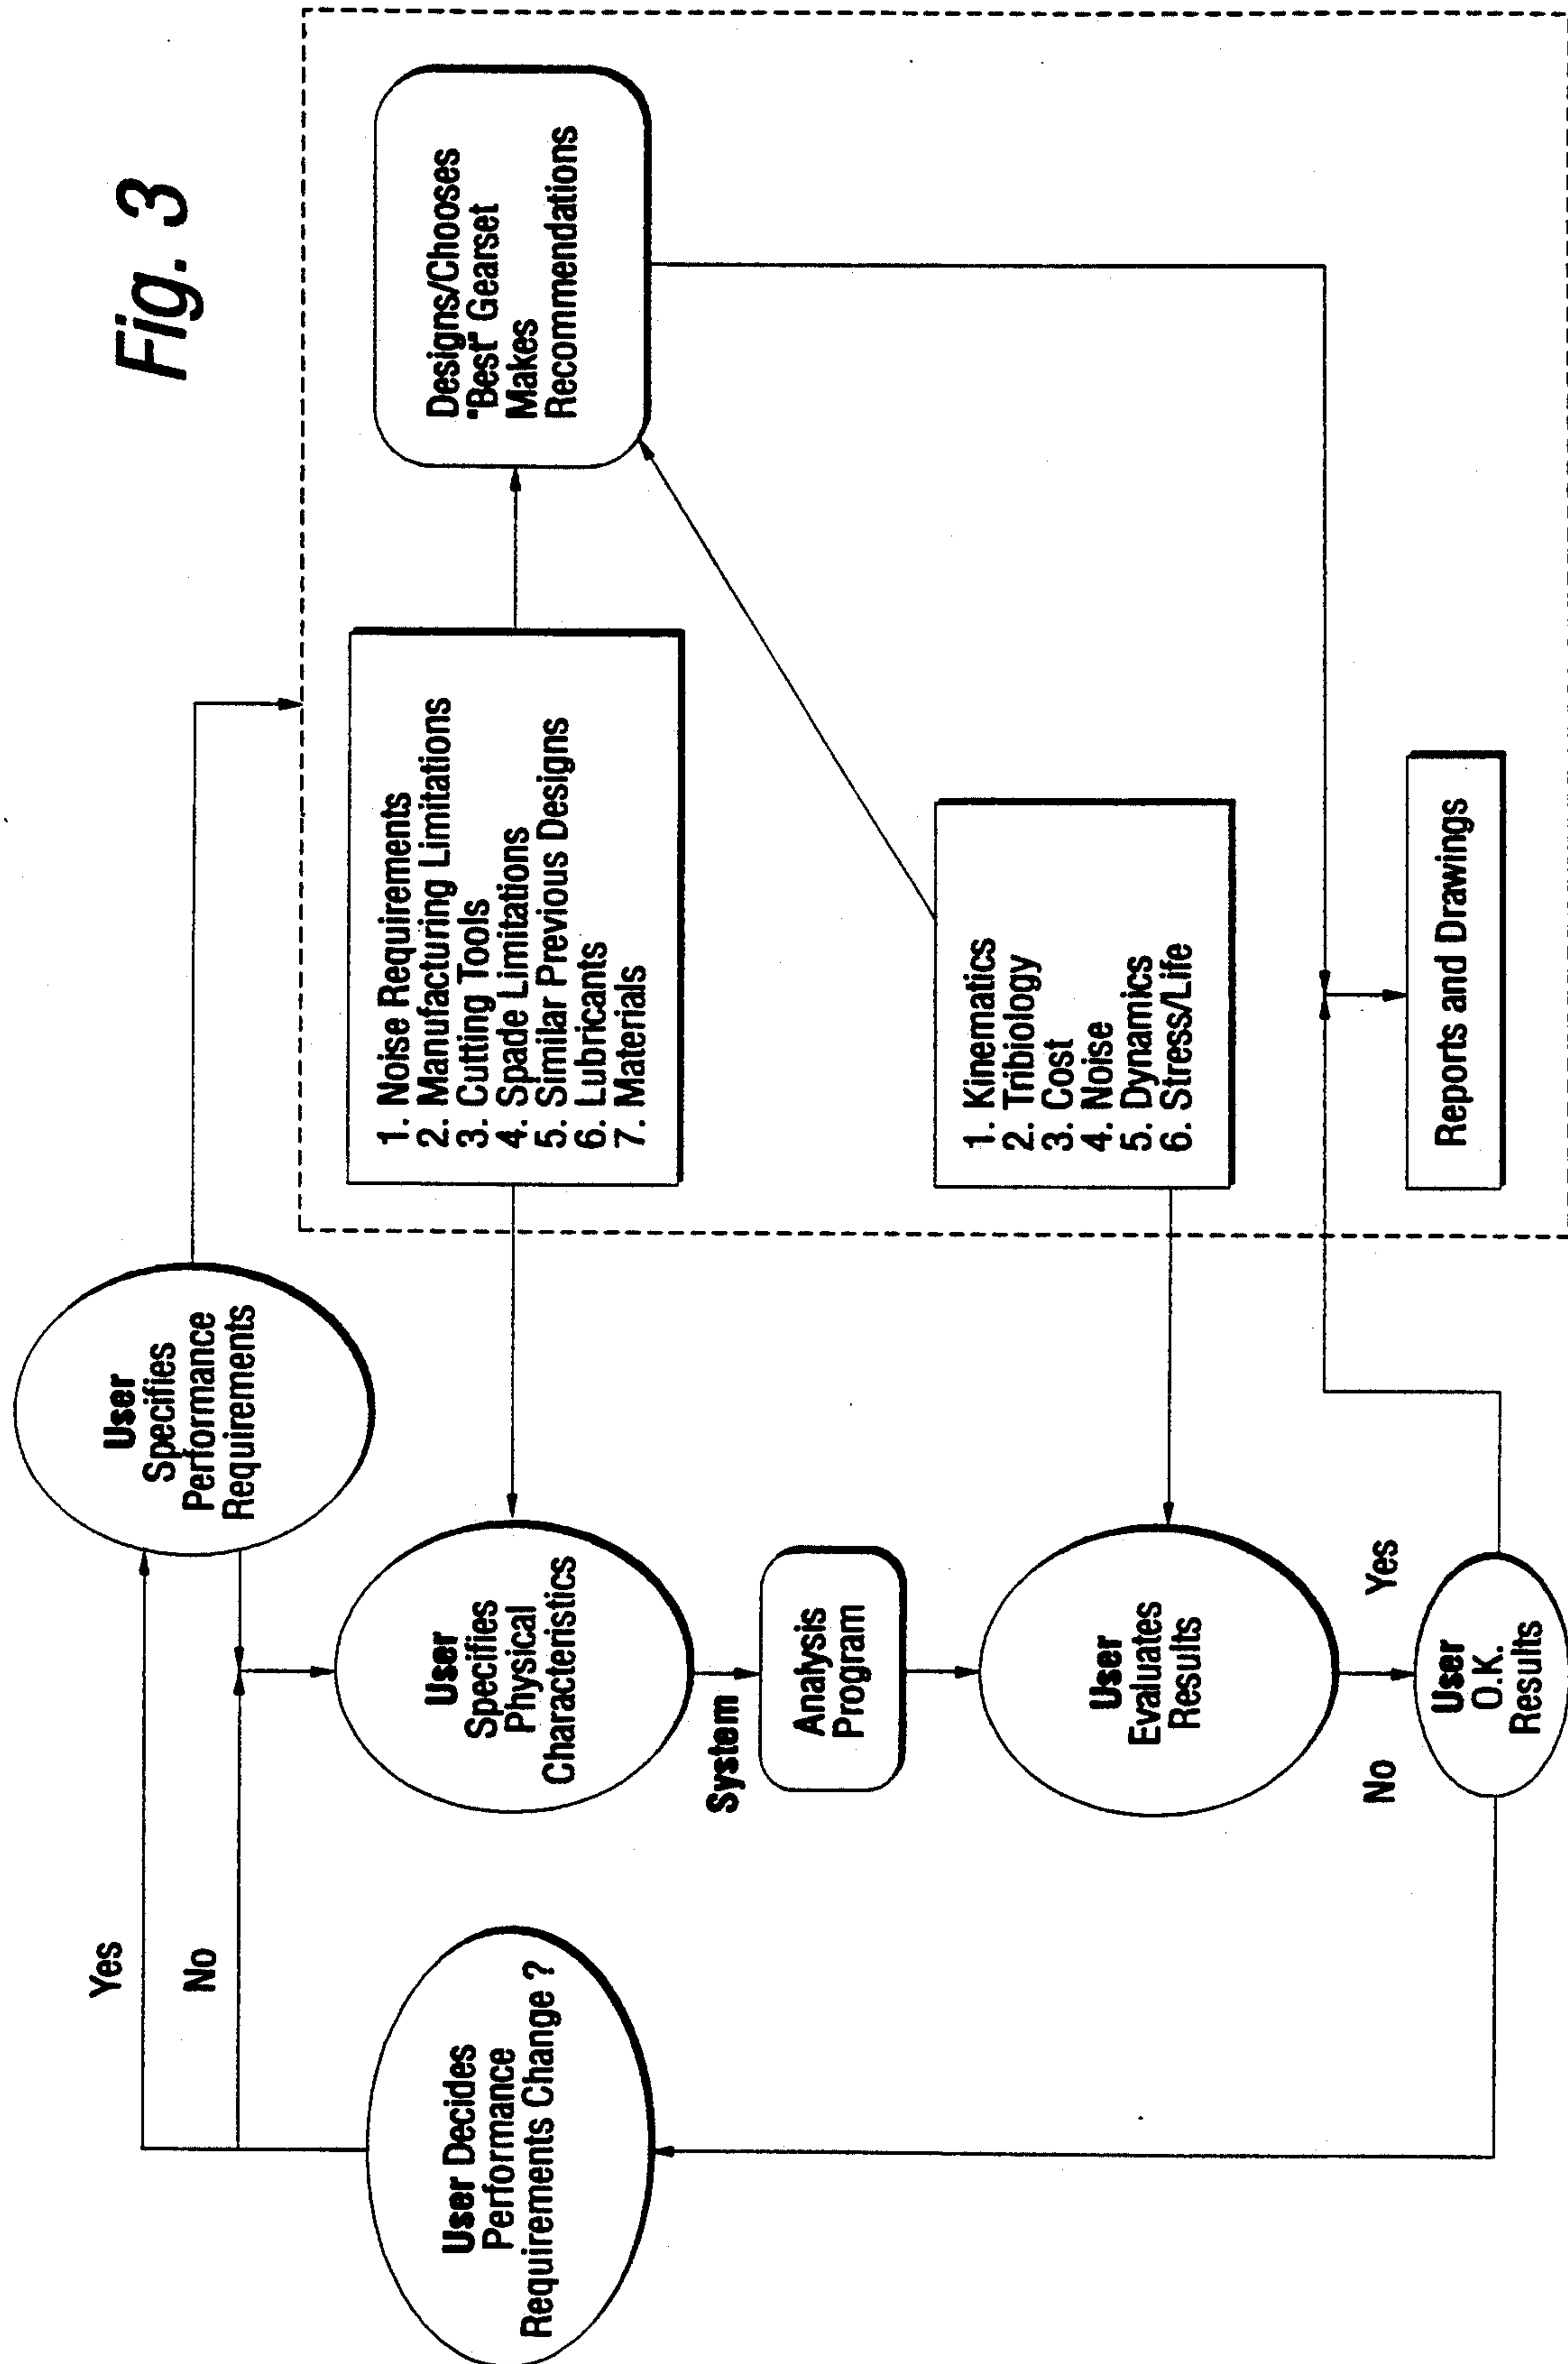 Fig. 3
User
Specifies
Performance
Requirements
Yes
No
User Decides
Performance
Requirements Change ?
User
Specifies
Physical
Characteristics
System
Analysis
Program
User
Evaluates
Results
No
Yes
User
O.K.
Results
1. Noise Requirements
2. Manufacturing Limitations
3. Cutting Tools
4. Spade Limitations
5. Similar Previous Designs
6. Lubricants
7. Materials
Designs/Chooses
"Best" Gearset
Makes
Recommendations
1. Kinematics
2. Tribiology
3. Cost
4. Noise
5. Dynamics
6. Stress/Life
Reports and Drawings